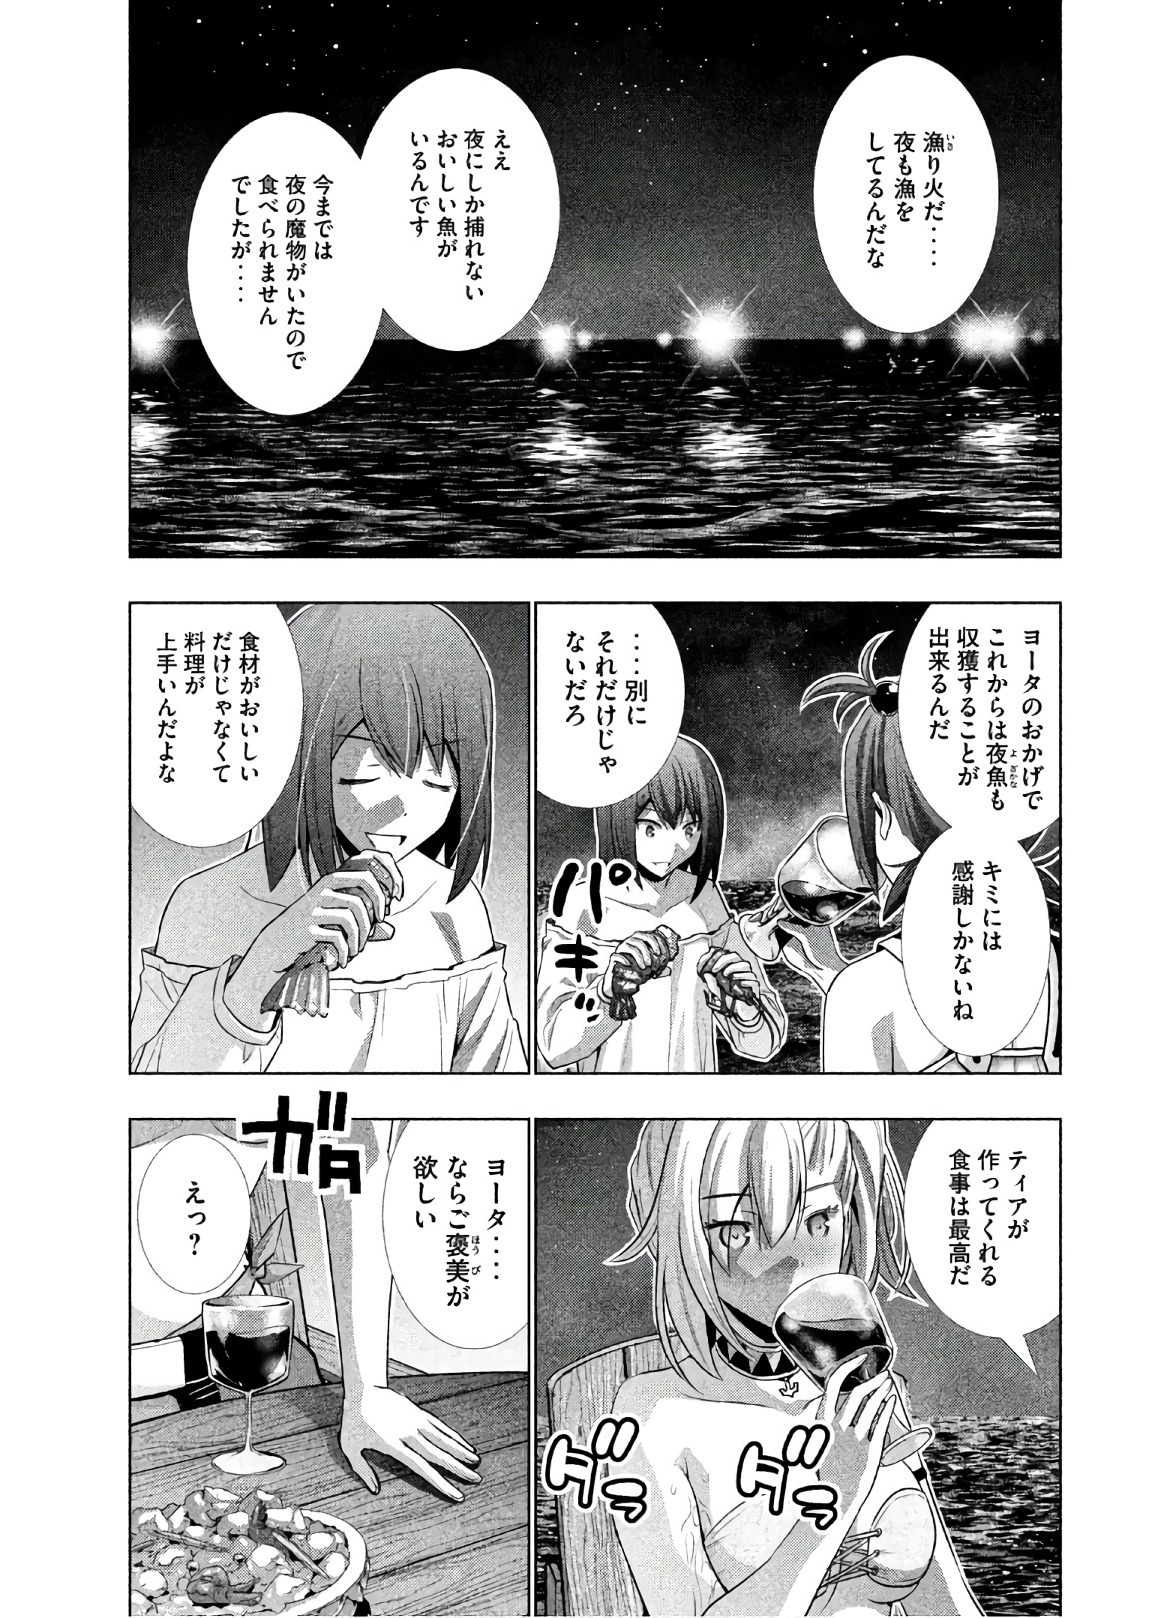 漁り火だ‥‥
夜も漁を
してるんだな
ええ
夜にしか捕れない
おいしい魚が
いるんです
今までは
夜の魔物がいたので
食べられません
でしたが‥‥
ヨータのおかげで
これからは夜魚も
収獲することが
出来るんだ
キミには
感謝しかないね
‥‥別に
それだけじゃ
ないだろ
パキッ
食材がおいしい
だけじゃなくて
料理が
上手いんだよな
ティアが
作ってくれる
食事は最高だ
ダラ
ダラ
ヨータ‥‥
ならご褒美が
欲しい
ガタ
えっ？